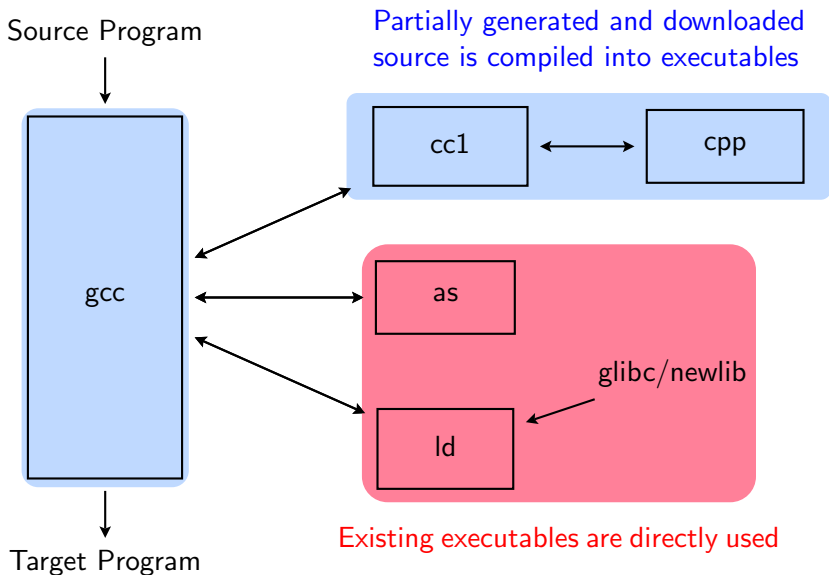 Source Program
Partially generated and downloaded
source is compiled into executables
cc1
cpp
gcc
as
glibc/newlib
ld
Existing executables are directly used
Target Program